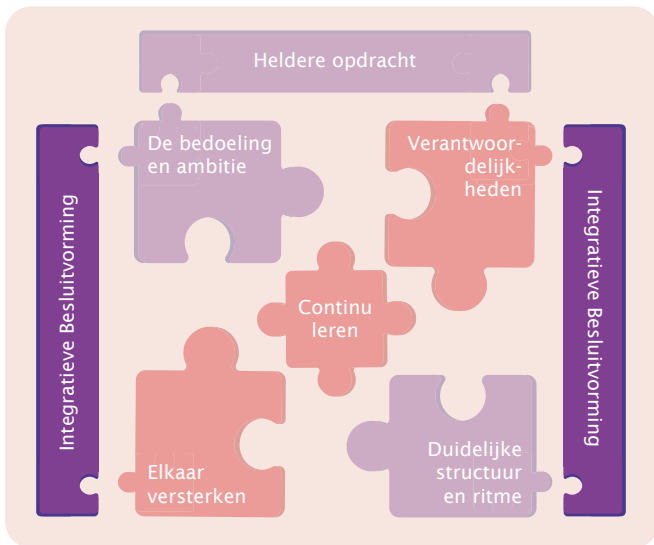 Heldere opdracht
De bedoeling
en ambitie
Verantwoor-
delijk-
heden
Integratieve Besluitvorming
Continu
leren
Integratieve Besluitvorming
Elkaar
versterken
Duidelijke
structuur
en ritme